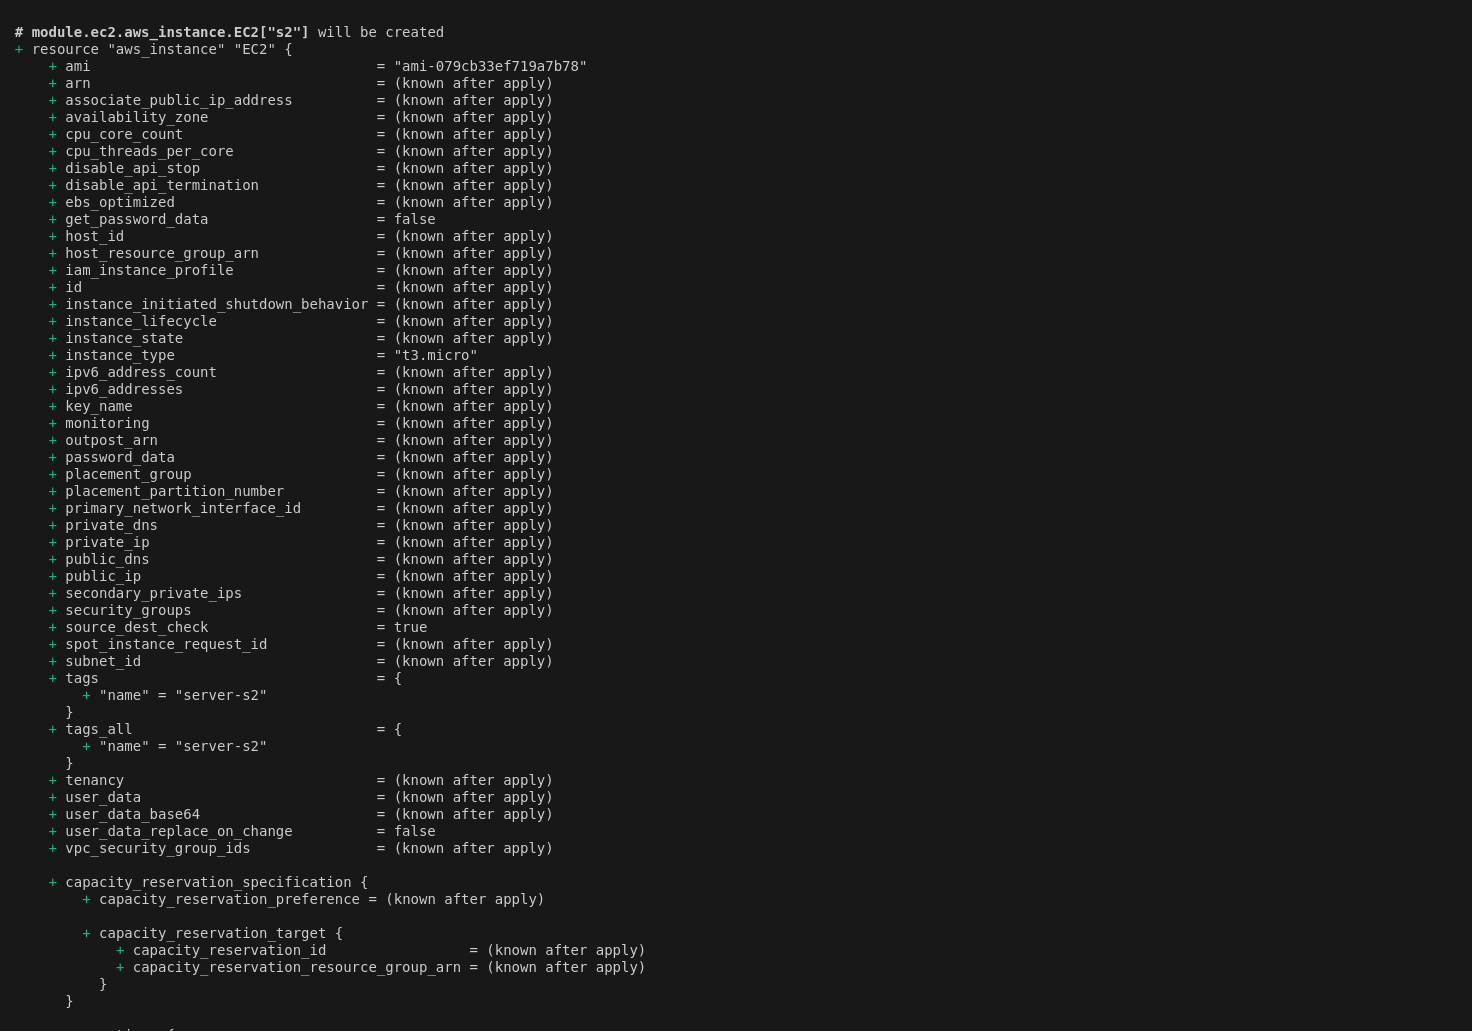 # module.ec2.aws_instance.EC2["s2"] will be created
+ resource "aws_instance" "EC2" {
+ ami = "ami-079cb33ef719a7b78"
+ arn = (known after apply)
+ associate_public_ip_address = (known after apply)
+ availability_zone = (known after apply)
+ cpu_core_count = (known after apply)
+ cpu_threads_per_core = (known after apply)
+ disable_api_stop = (known after apply)
+ disable_api_termination = (known after apply)
+ ebs_optimized = (known after apply)
+ get_password_data = false
+ host_id = (known after apply)
+ host_resource_group_arn = (known after apply)
+ iam_instance_profile = (known after apply)
+ id = (known after apply)
+ instance_initiated_shutdown_behavior = (known after apply)
+ instance_lifecycle = (known after apply)
+ instance_state = (known after apply)
+ instance_type = "t3.micro"
+ ipv6_address_count = (known after apply)
+ ipv6_addresses = (known after apply)
+ key_name = (known after apply)
+ monitoring = (known after apply)
+ outpost_arn = (known after apply)
+ password_data = (known after apply)
+ placement_group = (known after apply)
+ placement_partition_number = (known after apply)
+ primary_network_interface_id = (known after apply)
+ private_dns = (known after apply)
+ private_ip = (known after apply)
+ public_dns = (known after apply)
+ public_ip = (known after apply)
+ secondary_private_ips = (known after apply)
+ security_groups = (known after apply)
+ source_dest_check = true
+ spot_instance_request_id = (known after apply)
+ subnet_id = (known after apply)
+ tags = {
+ "name" = "server-s2"
}
+ tags_all = {
+ "name" = "server-s2"
}
+ tenancy = (known after apply)
+ user_data = (known after apply)
+ user_data_base64 = (known after apply)
+ user_data_replace_on_change = false
+ vpc_security_group_ids = (known after apply)
+ capacity_reservation_specification {
+ capacity_reservation_preference = (known after apply)
+ capacity_reservation_target {
+ capacity_reservation_id = (known after apply)
+ capacity_reservation_resource_group_arn = (known after apply)
}
}